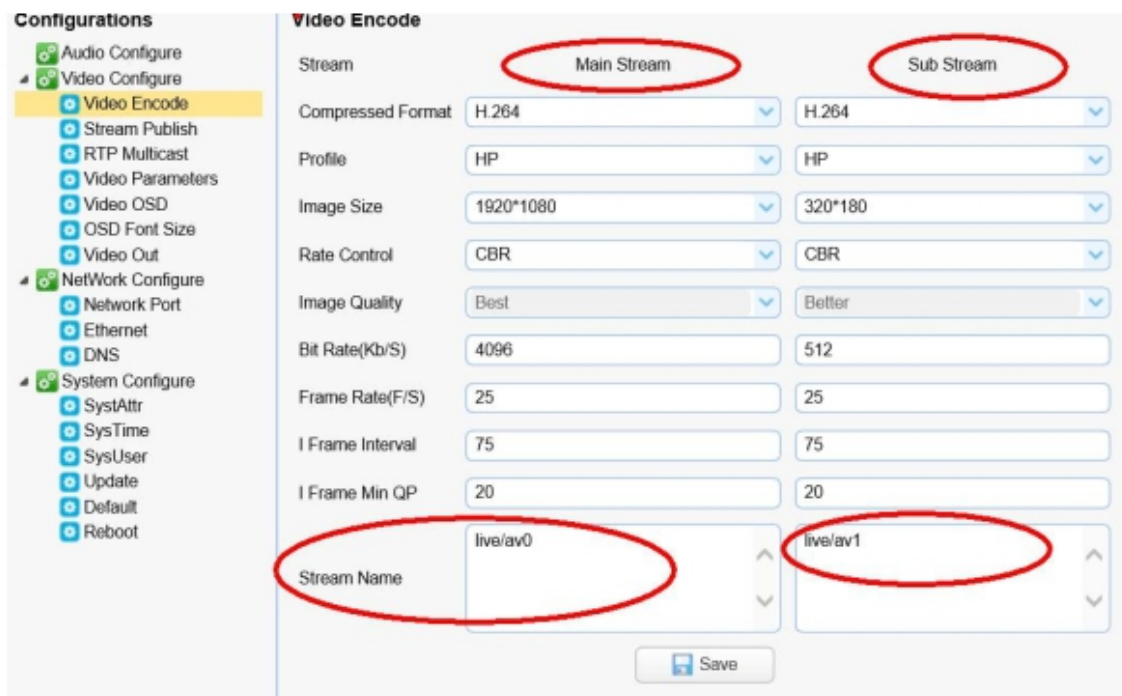 Configurations
Audio Configure
Video Configure
Video Encode
Stream Publish
RTP Multicast
Video Parameters
Video OSD
OSD Font Size
Video Out
NetWork Configure
Network Port
Ethernet
DNS
System Configure
SystAttr
SysTime
SysUser
Update
Default
Reboot
Video Encode
Stream Main Stream Sub Stream
Compressed Format H.264 H.264
Profile HP HP
Image Size 1920*1080 320*180
Rate Control CBR CBR
Image Quality Best Better
Bit Rate(Kb/S) 4096 512
Frame Rate(F/S) 25 25
I Frame Interval 75 75
I Frame Min QP 20 20
Stream Name live/av0 live/av1
Save